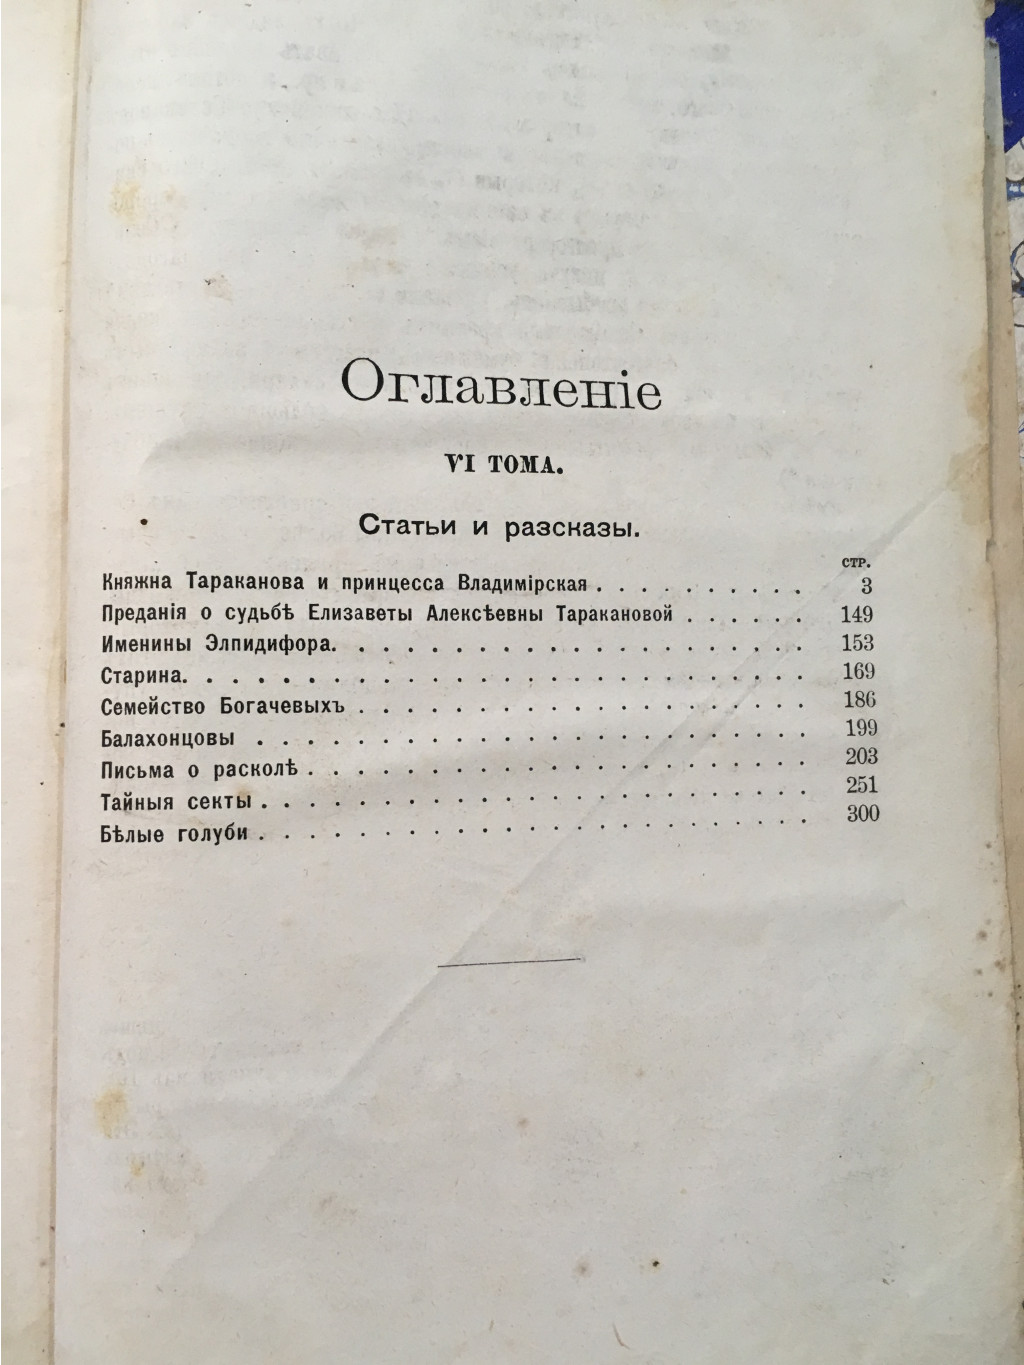 Оглавленіе
VI ТОМА.
Статьи и разсказы.
СТР.
Княжна Тараканова и принцесса Владимірская . . . . . . . . . . 3
Преданія о судьбѣ Елизаветы Алексѣевны Таракановой . . . . . . 149
Именины Элпидифора. . . . . . . . . . . . . . . . . . . . 153
Старина. . . . . . . . . . . . . . . . . . . . . . . . . . 169
Семейство Богачевыхъ . . . . . . . . . . . . . . . . . . . 186
Балахонцовы . . . . . . . . . . . . . . . . . . . . . . . 199
Письма о расколѣ . . . . . . . . . . . . . . . . . . . . . 203
Тайныя секты . . . . . . . . . . . . . . . . . . . . . . . 251
Бѣлые голуби . . . . . . . . . . . . . . . . . . . . . . . 300